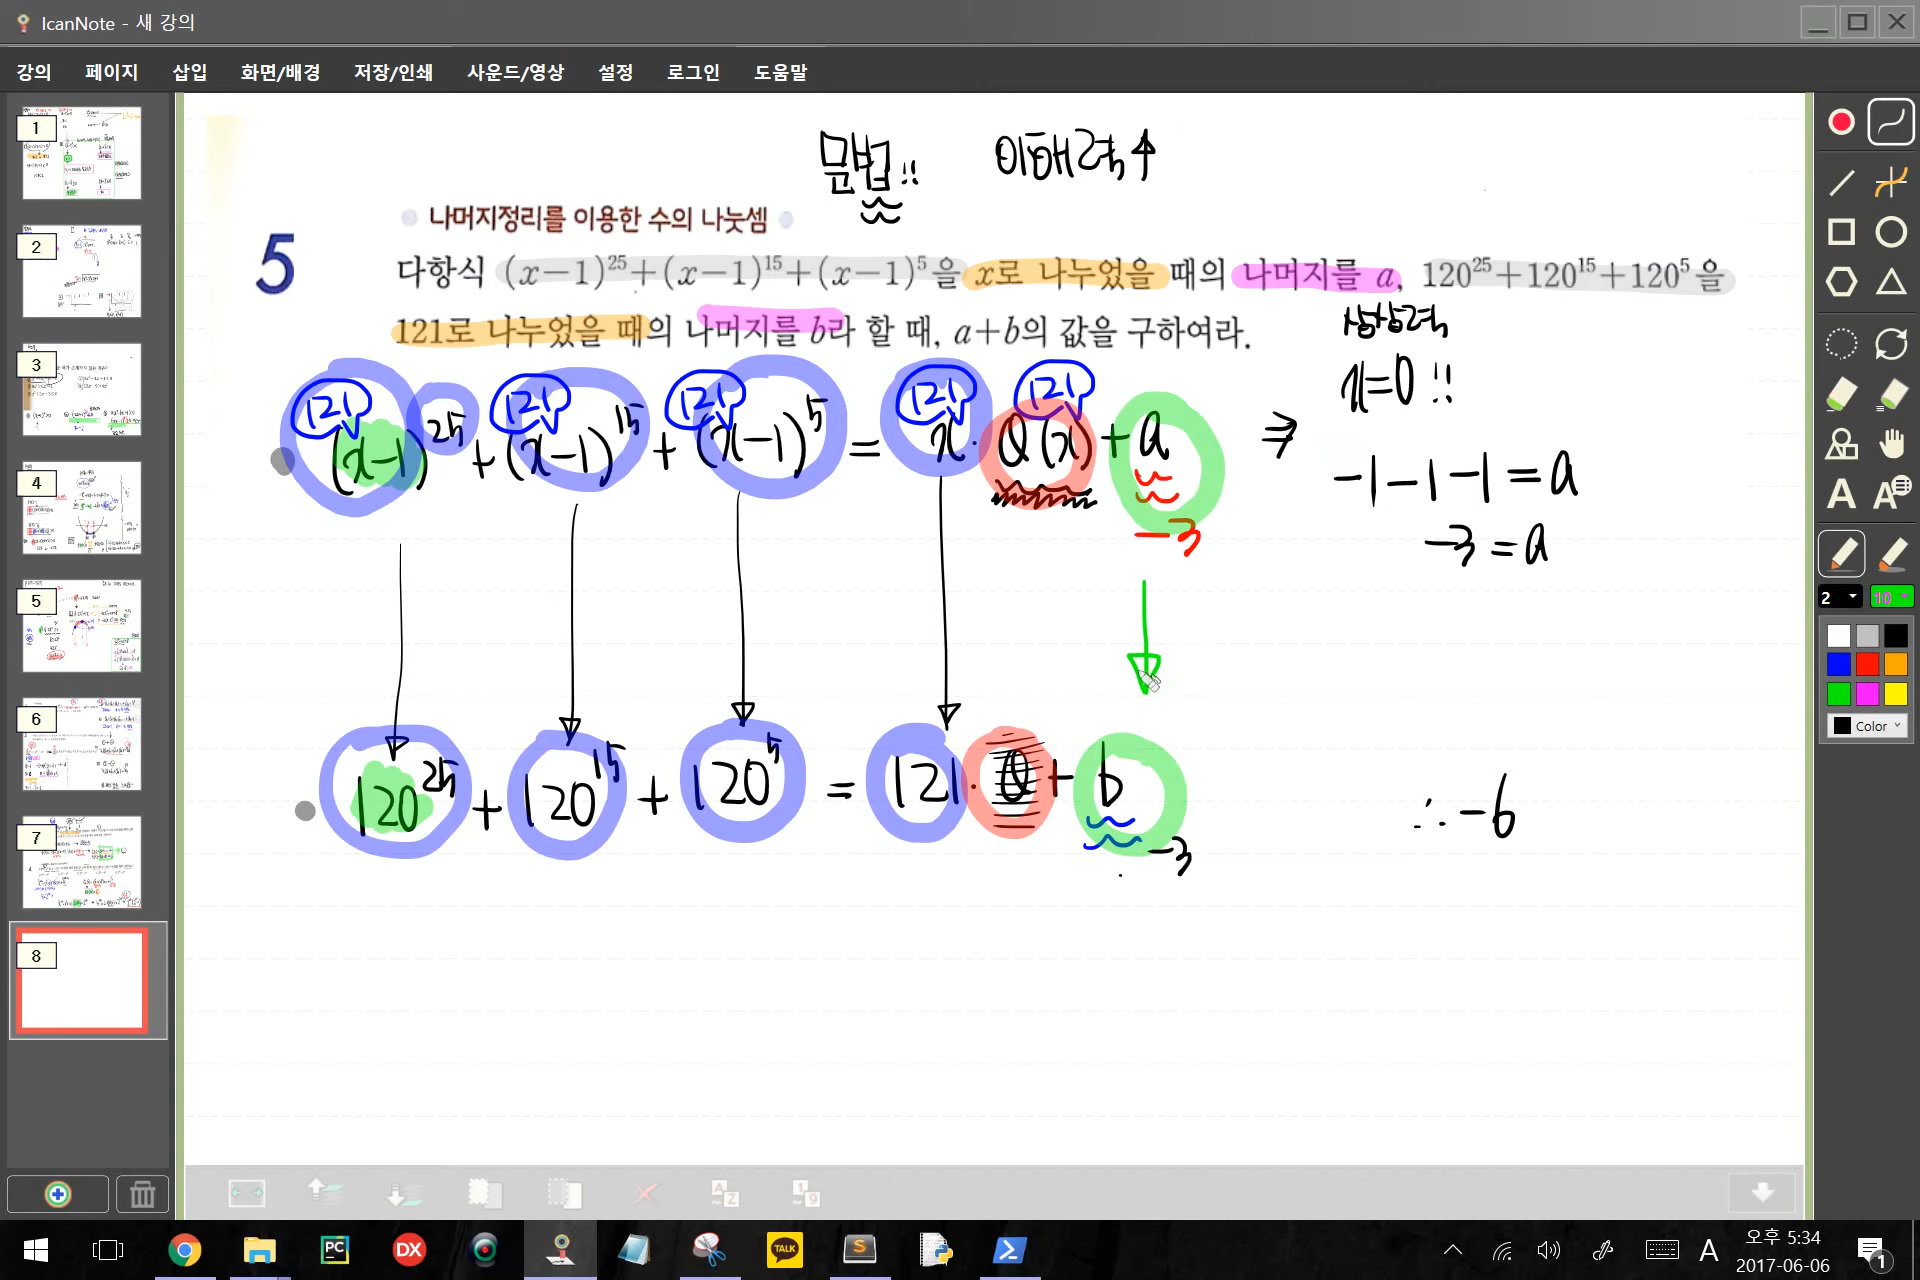 IcanNote - 새 강의
강의 페이지 삽입 화면/배경 저장/인쇄 사운드/영상 설정 로그인 도움말
문법!! 이해력↑
나머지정리를 이용한 수의 나눗셈
5 다항식 (x−1)²⁵+(x−1)¹⁵+(x−1)⁵을 x로 나누었을 때의 나머지를 a, 120²⁵+120¹⁵+120⁵을
121로 나누었을 때의 나머지를 b라 할 때, a+b의 값을 구하여라.
상상력
x=0 !!
121 121 121 121 121
(x−1)²⁵+(x−1)¹⁵+(x−1)⁵ = x·Q(x)+a ⇒
−3
−1−1−1=a
−3=a
120²⁵+120¹⁵+120⁵ = 121·Q+b
−3
∴ −6
1
2
3
4
5
6
7
8
2 10
Color
A A
A Z
1 9
PC DX TALK S
A 오후 5:34
2017-06-06
1